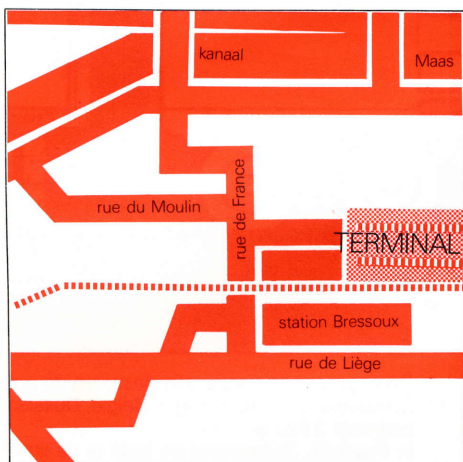 kanaal
Maas
rue du Moulin
rue de France
TERMINAL
station Bressoux
rue de Liège